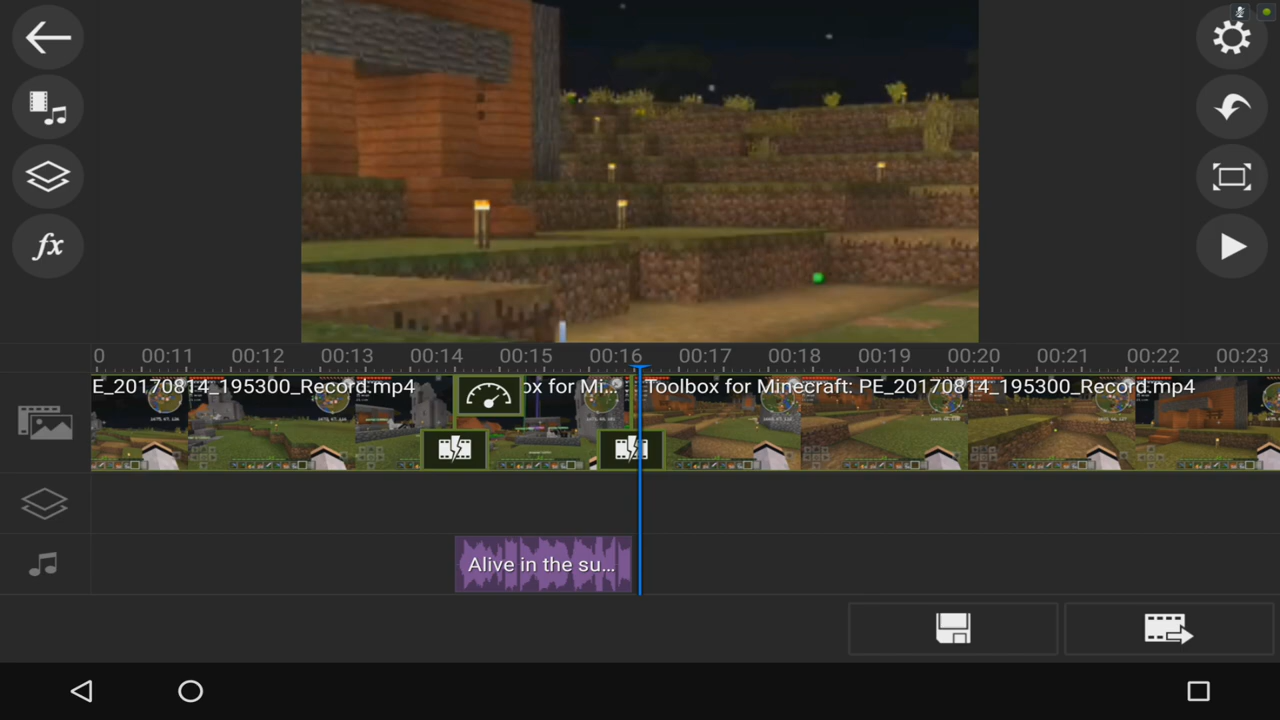 fx
0 00:11 00:12 00:13 00:14 00:15 00:16 00:17 00:18 00:19 00:20 00:21 00:22 00:23
E_20170814_195300_Record.mp4 ox for Mi... Toolbox for Minecraft: PE_20170814_195300_Record.mp4
Alive in the su...